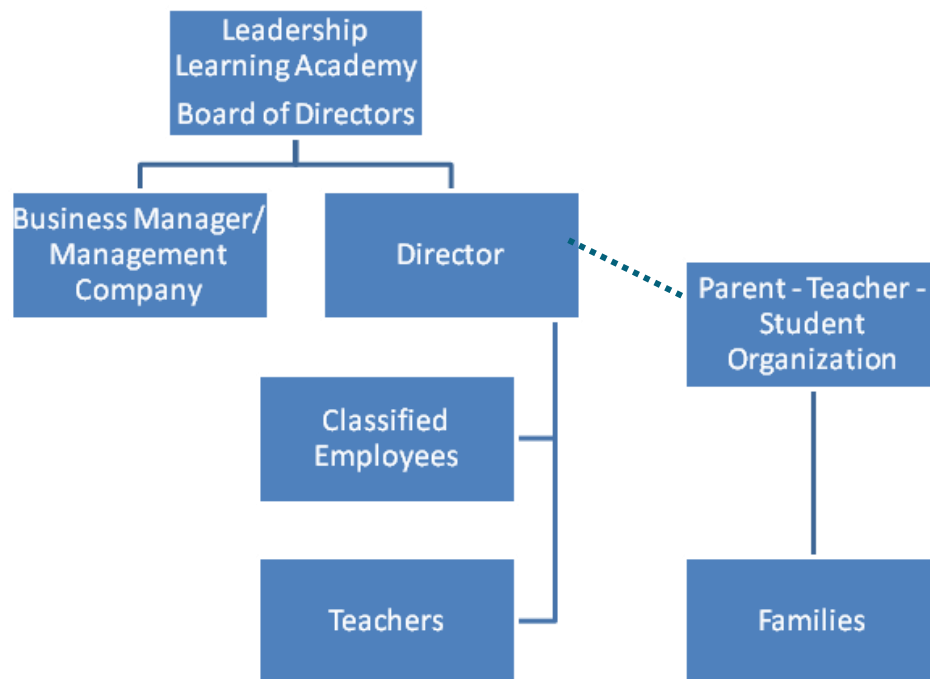 Leadership
Learning Academy
Board of Directors
Business Manager/
Management
Company
Director
Parent - Teacher -
Student
Organization
Classified
Employees
Teachers
Families